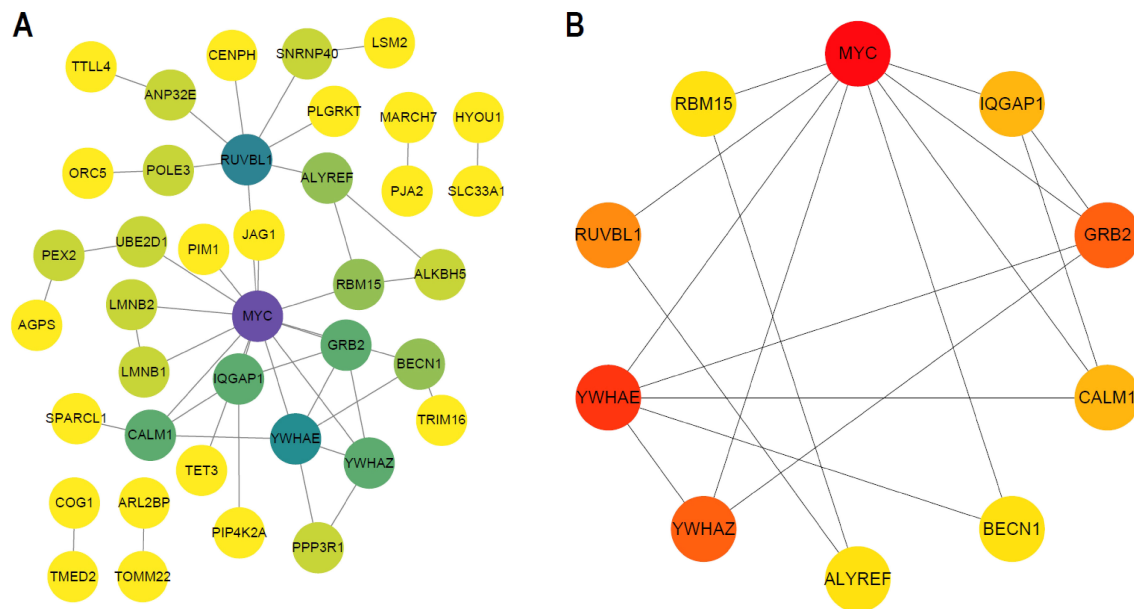 A
TTLL4
CENPH
SNRNP40
LSM2
ANP32E
PLGRKT
MARCH7
HYOU1
ORC5
POLE3
RUVBL1
ALYREF
PJA2
SLC33A1
PEX2
UBE2D1
PIM1
JAG1
RBM15
ALKBH5
AGPS
LMNB2
MYC
GRB2
LMNB1
IQGAP1
BECN1
SPARCL1
CALM1
YWHAE
TRIM16
TET3
YWHAZ
COG1
ARL2BP
PIP4K2A
PPP3R1
TMED2
TOMM22
B
MYC
RBM15
IQGAP1
RUVBL1
GRB2
YWHAE
CALM1
YWHAZ
BECN1
ALYREF